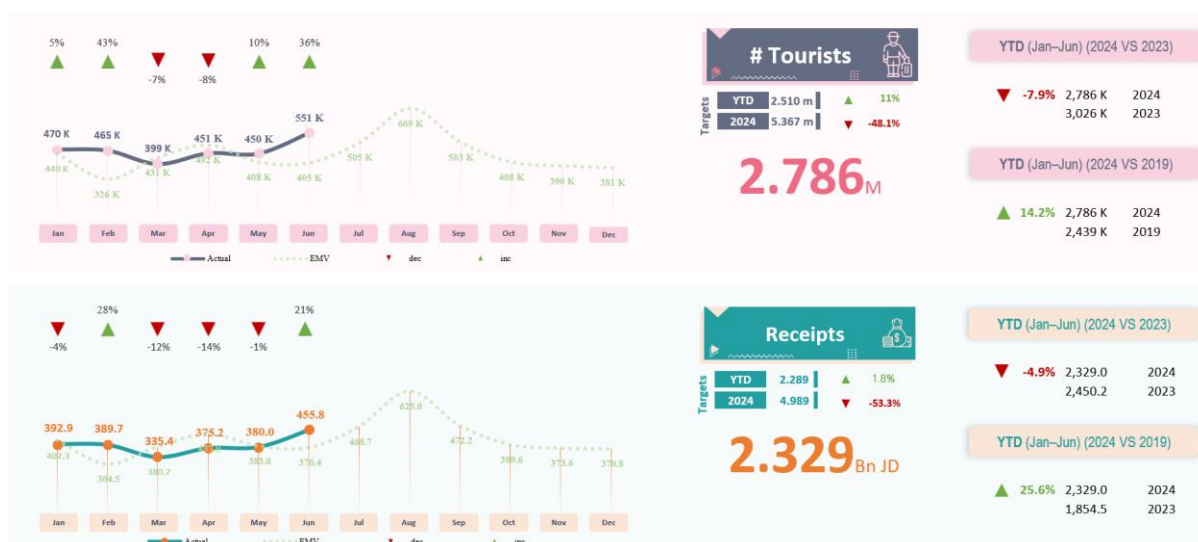 5% 43% 10% 36%
-7% -8%
470 K 465 K 399 K 451 K 450 K 551 K
449 K 326 K 431 K 492 K 408 K 405 K 505 K 669 K 503 K 408 K 390 K 381 K
Jan Feb Mar Apr May Jun Jul Aug Sep Oct Nov Dec
Actual EMV dec inc
# Tourists
Targets
YTD 2.510 m 11%
2024 5.367 m -48.1%
2.786M
YTD (Jan–Jun) (2024 VS 2023)
-7.9% 2,786 K 2024
3,026 K 2023
YTD (Jan–Jun) (2024 VS 2019)
14.2% 2,786 K 2024
2,439 K 2019
28% 21%
-4% -12% -14% -1%
392.9 389.7 335.4 375.2 380.0 455.8
407.3 304.5 380.7 383.0 376.4 468.7 625.0 472.2 389.6 373.6 370.8
Jan Feb Mar Apr May Jun Jul Aug Sep Oct Nov Dec
Actual EMV dec inc
Receipts
Targets
YTD 2.289 1.8%
2024 4.989 -53.3%
2.329Bn JD
YTD (Jan–Jun) (2024 VS 2023)
-4.9% 2,329.0 2024
2,450.2 2023
YTD (Jan–Jun) (2024 VS 2019)
25.6% 2,329.0 2024
1,854.5 2023